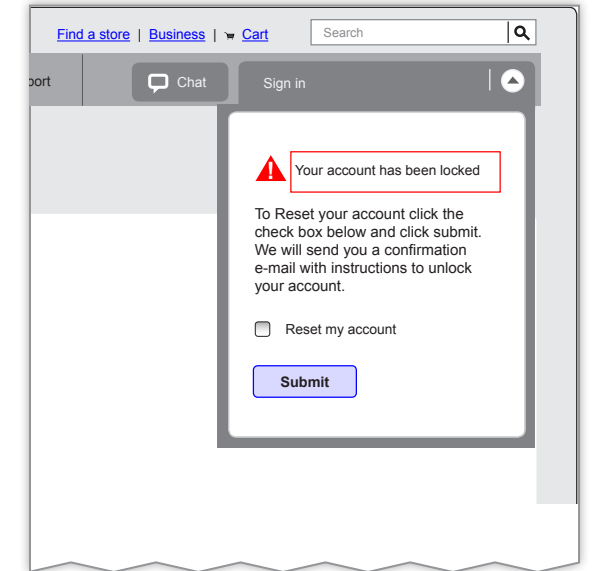 Find a store | Business | Cart Search
port Chat Sign in |
Your account has been locked
To Reset your account click the
check box below and click submit.
We will send you a confirmation
e-mail with instructions to unlock
your account.
Reset my account
Submit